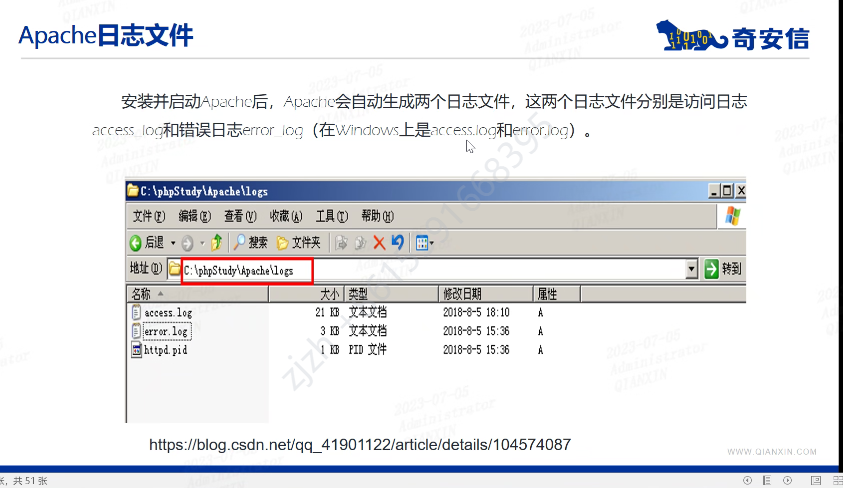 Apache日志文件
奇安信
安装并启动Apache后，Apache会自动生成两个日志文件，这两个日志文件分别是访问日志
access_log和错误日志error_log（在Windows上是access.log和error.log）。
C:\phpStudy\Apache\logs
文件(F) 编辑(E) 查看(V) 收藏(A) 工具(T) 帮助(H)
后退 搜索 文件夹
地址(D) C:\phpStudy\Apache\logs 转到
名称 大小 类型 修改日期 属性
access.log 21 KB 文本文档 2018-8-5 18:10 A
error.log 3 KB 文本文档 2018-8-5 15:36 A
httpd.pid 1 KB PID 文件 2018-8-5 15:36 A
https://blog.csdn.net/qq_41901122/article/details/104574087
WWW.QIANXIN.COM
张，共 51 张
2023-07-05
Administrator
QIANXIN